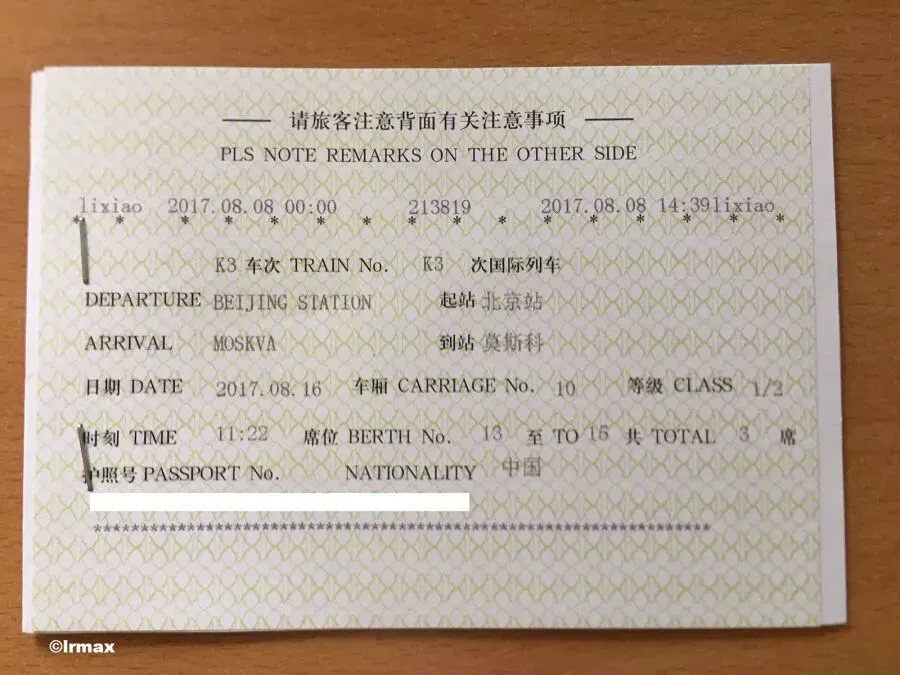 请旅客注意背面有关注意事项
PLS NOTE REMARKS ON THE OTHER SIDE
lixiao 2017.08.08 00:00 213819 2017.08.08 14:39lixiao
* * * * * * * * * * * * * * * *
K3 车次 TRAIN No. K3 次国际列车
DEPARTURE BEIJING STATION 起站 北京站
ARRIVAL MOSKVA 到站 莫斯科
日期 DATE 2017.08.16 车厢 CARRIAGE No. 10 等级 CLASS 1/2
时刻 TIME 11:22 席位 BERTH No. 13 至 TO 15 共 TOTAL 3 席
护照号 PASSPORT No. NATIONALITY 中国
©lrmax